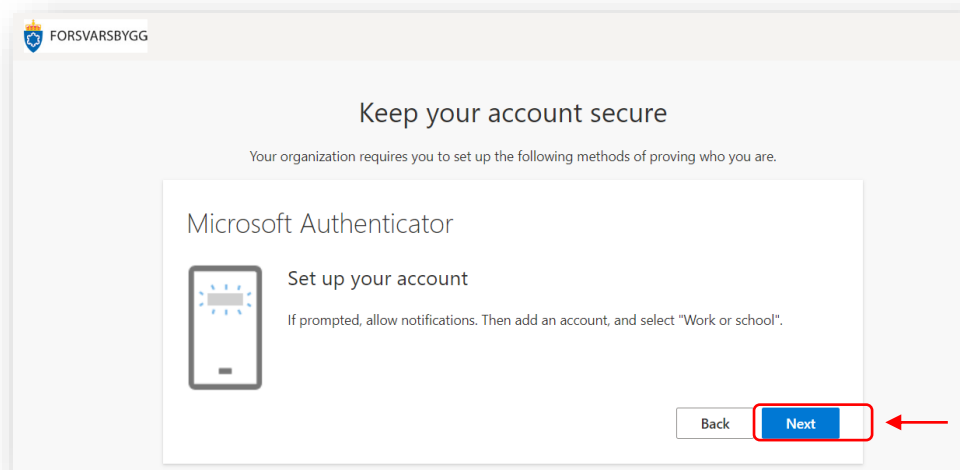 FORSVARSBYGG
Keep your account secure
Your organization requires you to set up the following methods of proving who you are.
Microsoft Authenticator
Set up your account
If prompted, allow notifications. Then add an account, and select "Work or school".
Back Next